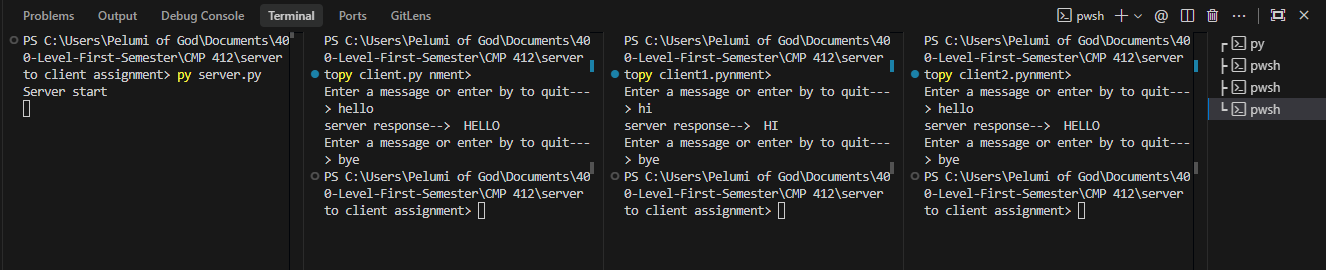 Problems Output Debug Console Terminal Ports GitLens
pwsh
PS C:\Users\Pelumi of God\Documents\40
0-Level-First-Semester\CMP 412\server
to client assignment> py server.py
Server start
PS C:\Users\Pelumi of God\Documents\40
0-Level-First-Semester\CMP 412\server
topy client.py nment>
Enter a message or enter by to quit---
> hello
server response--> HELLO
Enter a message or enter by to quit---
> bye
PS C:\Users\Pelumi of God\Documents\40
0-Level-First-Semester\CMP 412\server
to client assignment>
PS C:\Users\Pelumi of God\Documents\40
0-Level-First-Semester\CMP 412\server
topy client1.pynment>
Enter a message or enter by to quit---
> hi
server response--> HI
Enter a message or enter by to quit---
> bye
PS C:\Users\Pelumi of God\Documents\40
0-Level-First-Semester\CMP 412\server
to client assignment>
PS C:\Users\Pelumi of God\Documents\40
0-Level-First-Semester\CMP 412\server
topy client2.pynment>
Enter a message or enter by to quit---
> hello
server response--> HELLO
Enter a message or enter by to quit---
> bye
PS C:\Users\Pelumi of God\Documents\40
0-Level-First-Semester\CMP 412\server
to client assignment>
py
pwsh
pwsh
pwsh